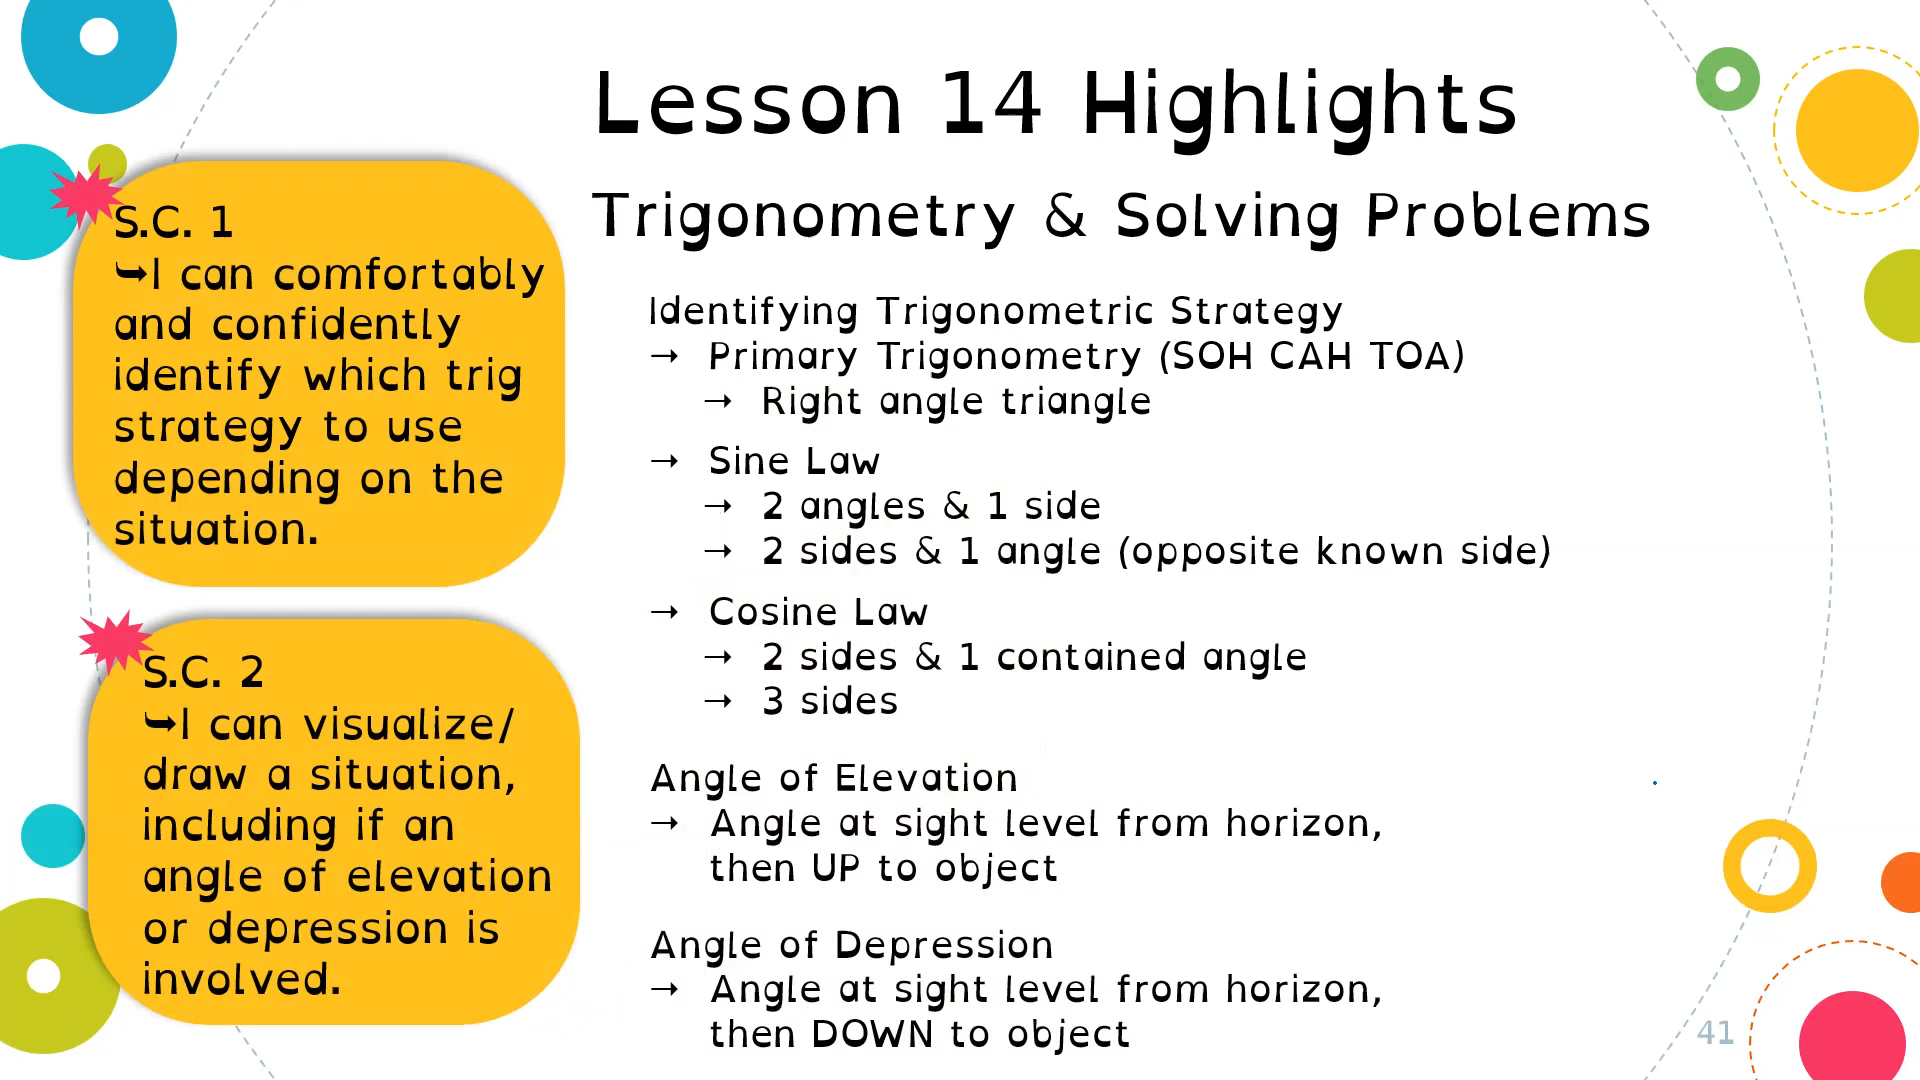 Lesson 14 Highlights
Trigonometry & Solving Problems
S.C. 1
➥I can comfortably
and confidently
identify which trig
strategy to use
depending on the
situation.
S.C. 2
➥I can visualize/
draw a situation,
including if an
angle of elevation
or depression is
involved.
Identifying Trigonometric Strategy
→ Primary Trigonometry (SOH CAH TOA)
→ Right angle triangle
→ Sine Law
→ 2 angles & 1 side
→ 2 sides & 1 angle (opposite known side)
→ Cosine Law
→ 2 sides & 1 contained angle
→ 3 sides
Angle of Elevation
→ Angle at sight level from horizon,
then UP to object
Angle of Depression
→ Angle at sight level from horizon,
then DOWN to object
41